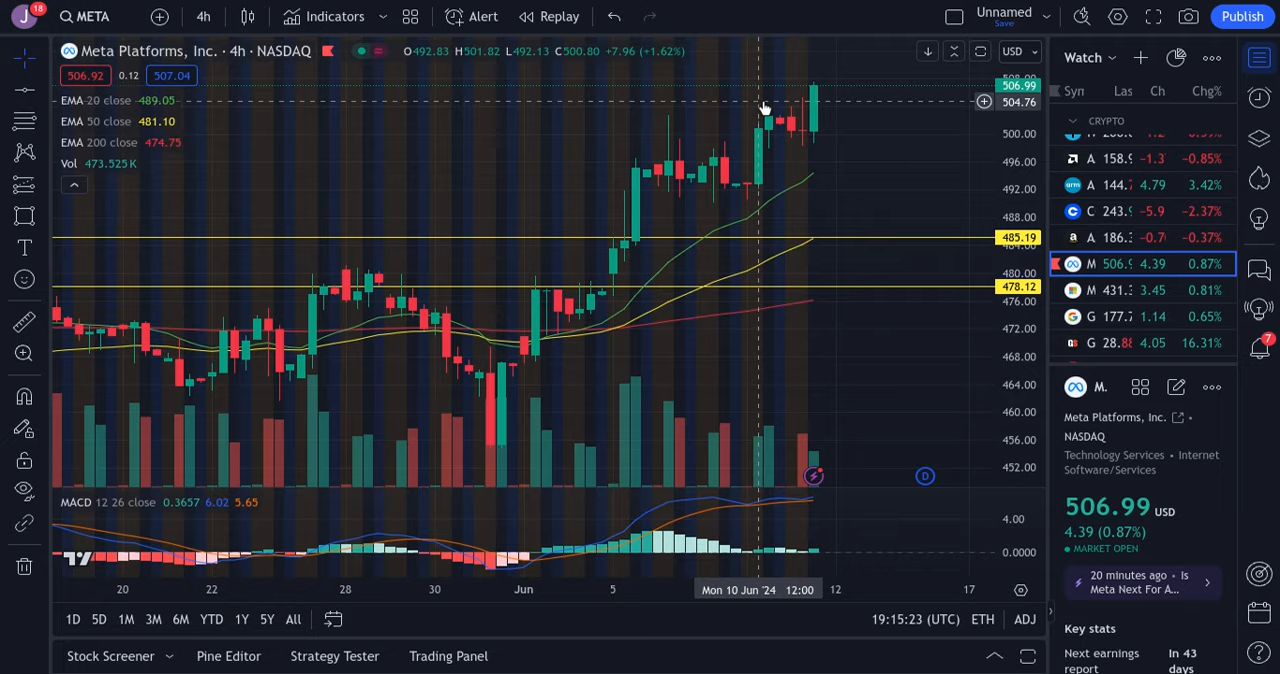 J 18 META 4h Indicators Alert Replay Unnamed Save Publish
Meta Platforms, Inc. · 4h · NASDAQ O492.83 H501.82 L492.13 C500.80 +7.96 (+1.62%) USD
506.92 0.12 507.04
EMA 20 close 489.05
EMA 50 close 481.10
EMA 200 close 474.75
Vol 473.525K
506.99
504.76
500.00
496.00
492.00
488.00
485.19
480.00
478.12
476.00
472.00
468.00
464.00
460.00
456.00
452.00
D
MACD 12 26 close 0.3657 6.02 5.65
4.00
0.0000
20 22 28 30 Jun 5 Mon 10 Jun '24 12:00 12 17
1D 5D 1M 3M 6M YTD 1Y 5Y All 19:15:23 (UTC) ETH ADJ
Stock Screener Pine Editor Strategy Tester Trading Panel
Watch
Syn Las Ch Chg%
CRYPTO
A 158.9 −1.3 −0.85%
A 144. 4.79 3.42%
C 243.9 −5.9 −2.37%
A 186.3 −0.7 −0.37%
M 506.9 4.39 0.87%
M 431.3 3.45 0.81%
G 177.7 1.14 0.65%
G 28.88 4.05 16.31%
7
M.
Meta Platforms, Inc. •
NASDAQ
Technology Services • Internet
Software/Services
506.99 USD
4.39 (0.87%)
MARKET OPEN
20 minutes ago • Is
Meta Next For A...
Key stats
Next earnings
report
In 43
days